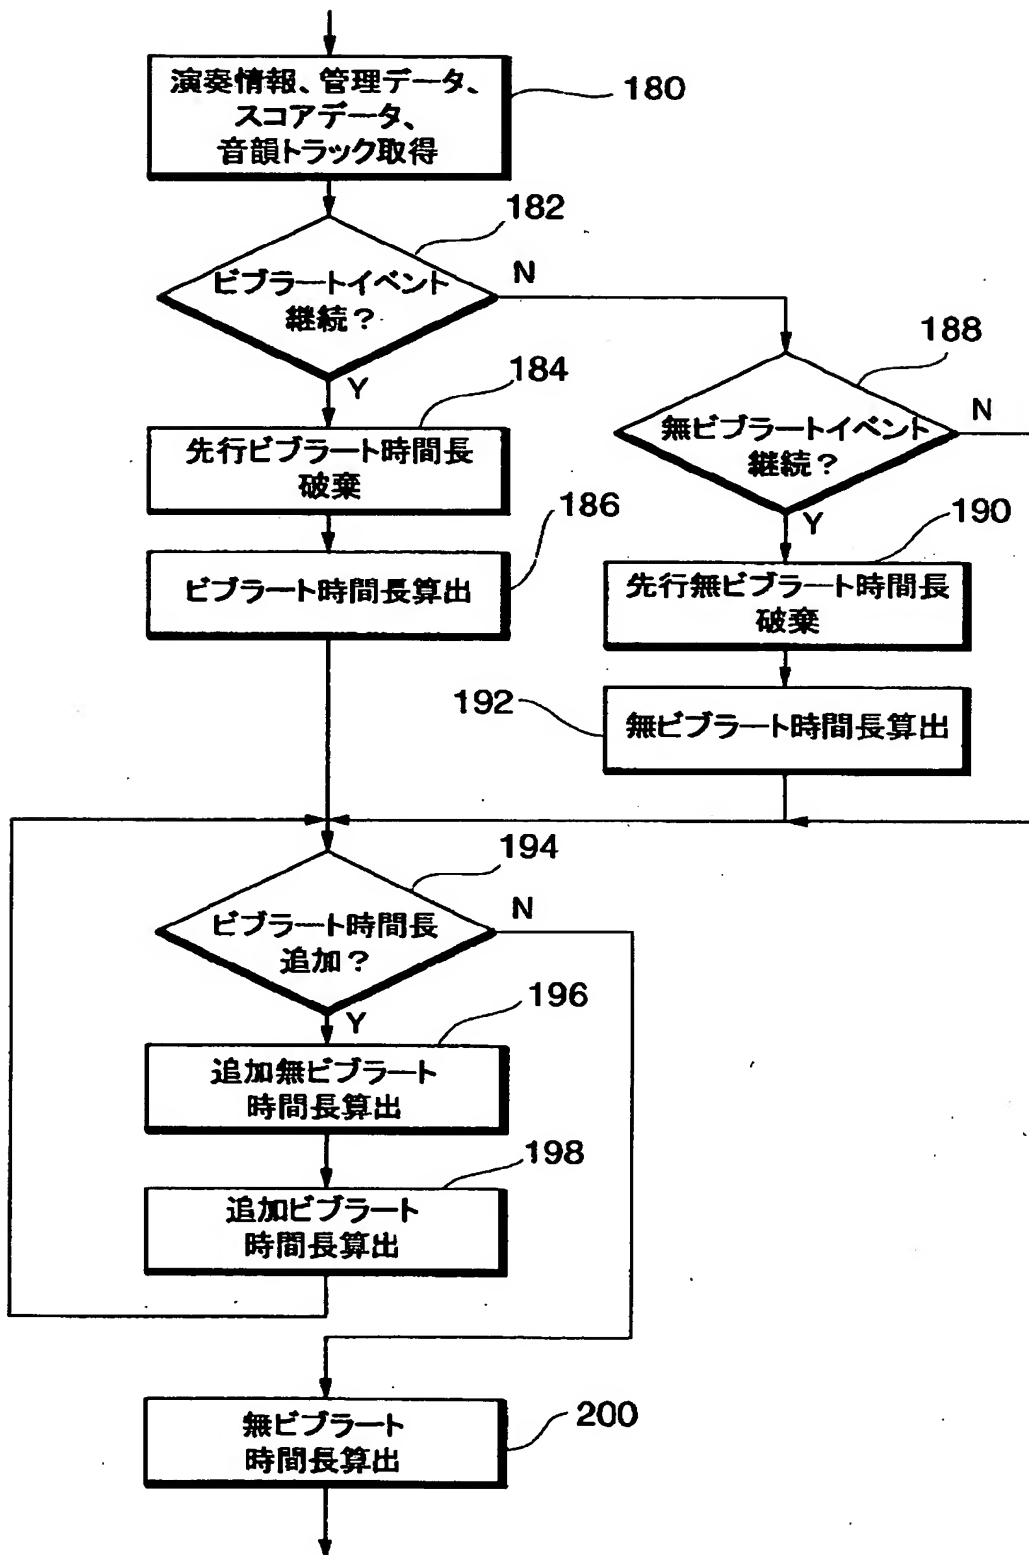 演奏情報、管理データ、
スコアデータ、
音韻トラック取得
180
182
ビブラートイベント
継続?
N
Y
184
188
無ビブラートイベント
継続?
N
Y
先行ビブラート時間長
破棄
186
190
先行無ビブラート時間長
破棄
ビブラート時間長算出
192
無ビブラート時間長算出
194
ビブラート時間長
追加?
N
Y
196
追加無ビブラート
時間長算出
198
追加ビブラート
時間長算出
無ビブラート
時間長算出
200